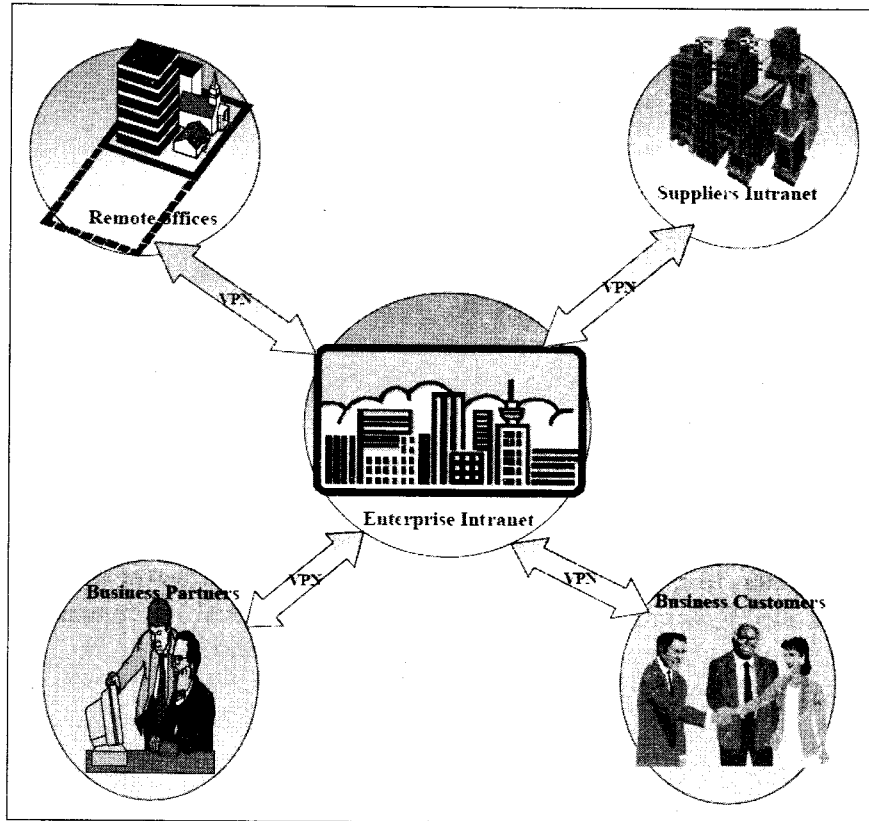 Remote Offices
Suppliers Intranet
VPN
VPN
Enterprise Intranet
VPN
VPN
Business Partners
Business Customers